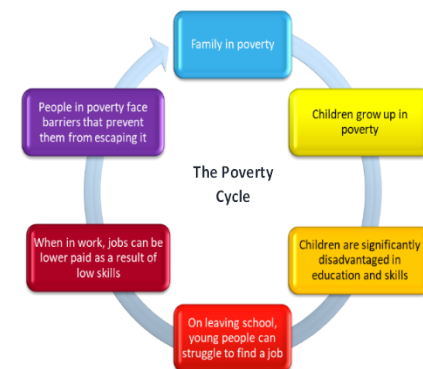 Family in poverty
Children grow up in
poverty
Children are significantly
disadvantaged in
education and skills
On leaving school,
young people can
struggle to find a job
When in work, jobs can be
lower paid as a result of
low skills
People in poverty face
barriers that prevent
them from escaping it
The Poverty
Cycle